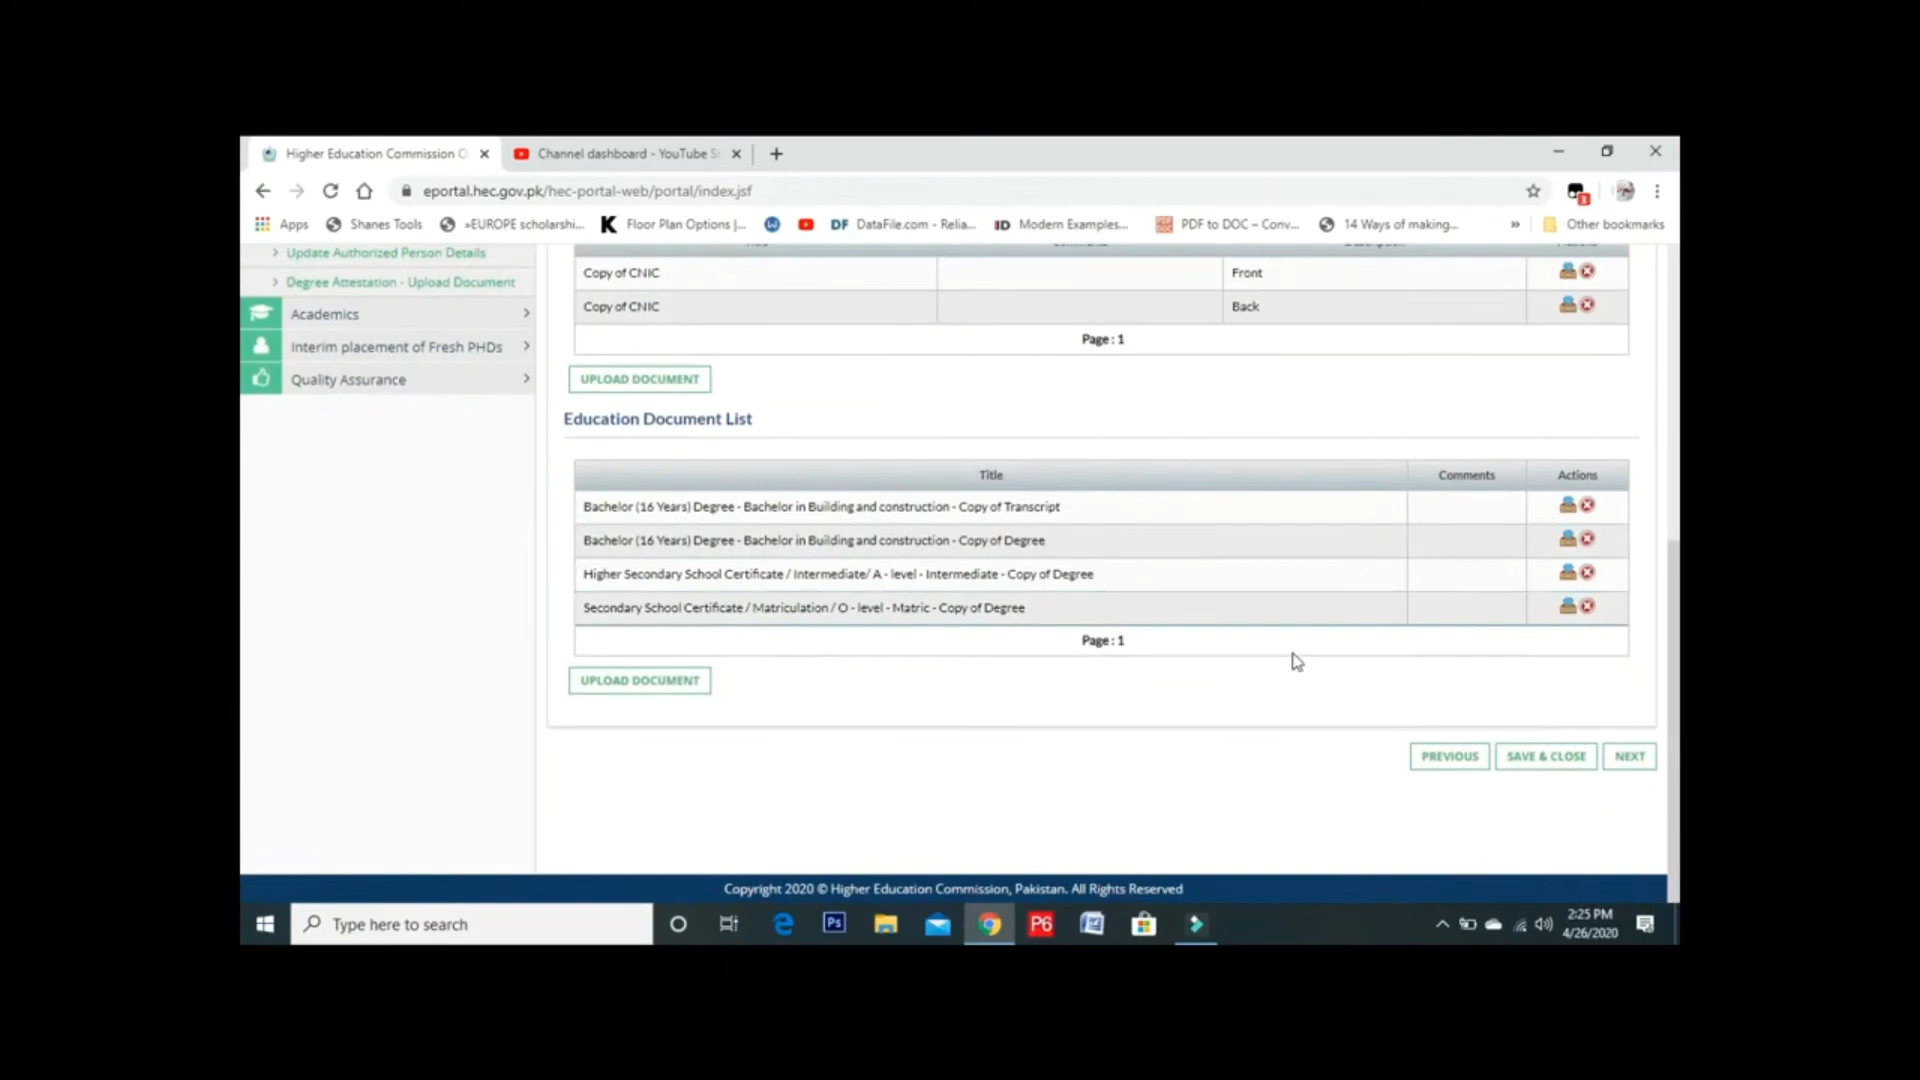 Higher Education Commission O
Channel dashboard - YouTube S
eportal.hec.gov.pk/hec-portal-web/portal/index.jsf
Apps
Shanes Tools
»EUROPE scholarshi...
K
Floor Plan Options |...
DF
DataFile.com - Relia...
ID
Modern Examples...
PDF to DOC – Conv...
14 Ways of making...
»
Other bookmarks
Update Authorized Person Details
Degree Attestation - Upload Document
Academics
Interim placement of Fresh PHDs
Quality Assurance
Copy of CNIC
Front
Copy of CNIC
Back
Page : 1
UPLOAD DOCUMENT
Education Document List
Title
Comments
Actions
Bachelor (16 Years) Degree - Bachelor in Building and construction - Copy of Transcript
Bachelor (16 Years) Degree - Bachelor in Building and construction - Copy of Degree
Higher Secondary School Certificate / Intermediate/ A - level - Intermediate - Copy of Degree
Secondary School Certificate / Matriculation / O - level - Matric - Copy of Degree
Page : 1
UPLOAD DOCUMENT
PREVIOUS
SAVE & CLOSE
NEXT
Copyright 2020 © Higher Education Commission, Pakistan. All Rights Reserved
Type here to search
Ps
P6
2:25 PM
4/26/2020